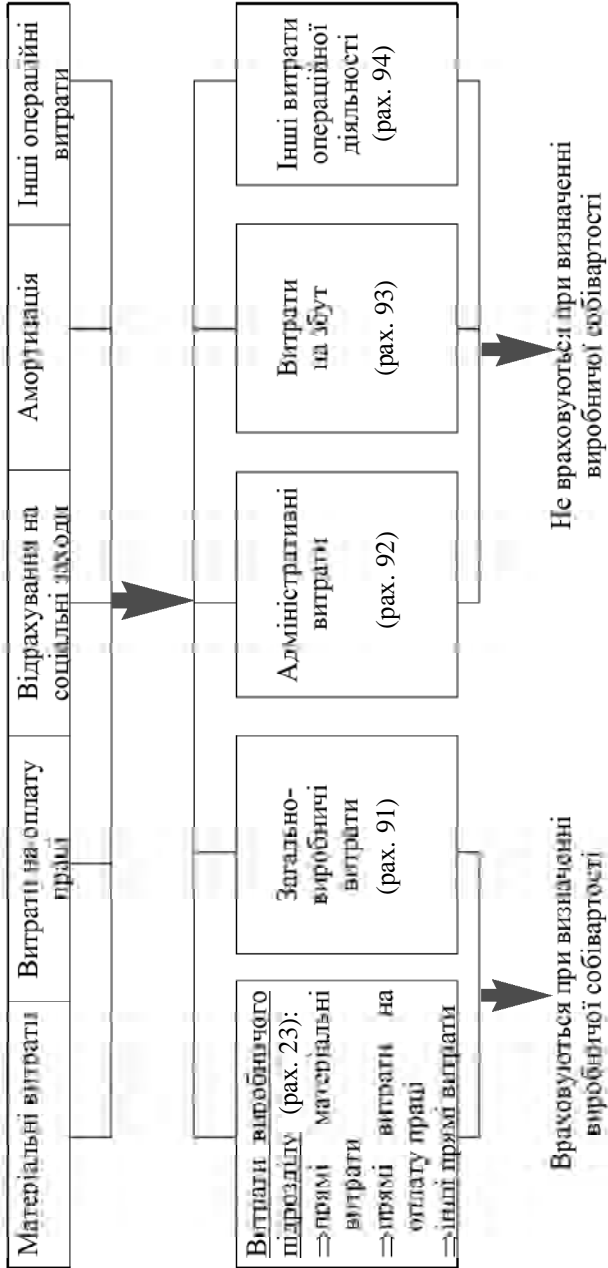 Матеріальні витрати
Витрати на оплату
праці
Відрахування на
соціальні заходи
Амортизація
Інші операційні
витрати
Витрати виробничого
підрозділу (рах. 23):
⇒прямі матеріальні
витрати
⇒прямі витрати на
оплату праці
⇒інші прямі витрати
Загально-
виробничі
витрати
(рах. 91)
Адміністративні
витрати
(рах. 92)
Витрати
на збут
(рах. 93)
Інші витрати
операційної
діяльності
(рах. 94)
Враховуються при визначенні
виробничої собівартості
Не враховуються при визначенні
виробничої собівартості